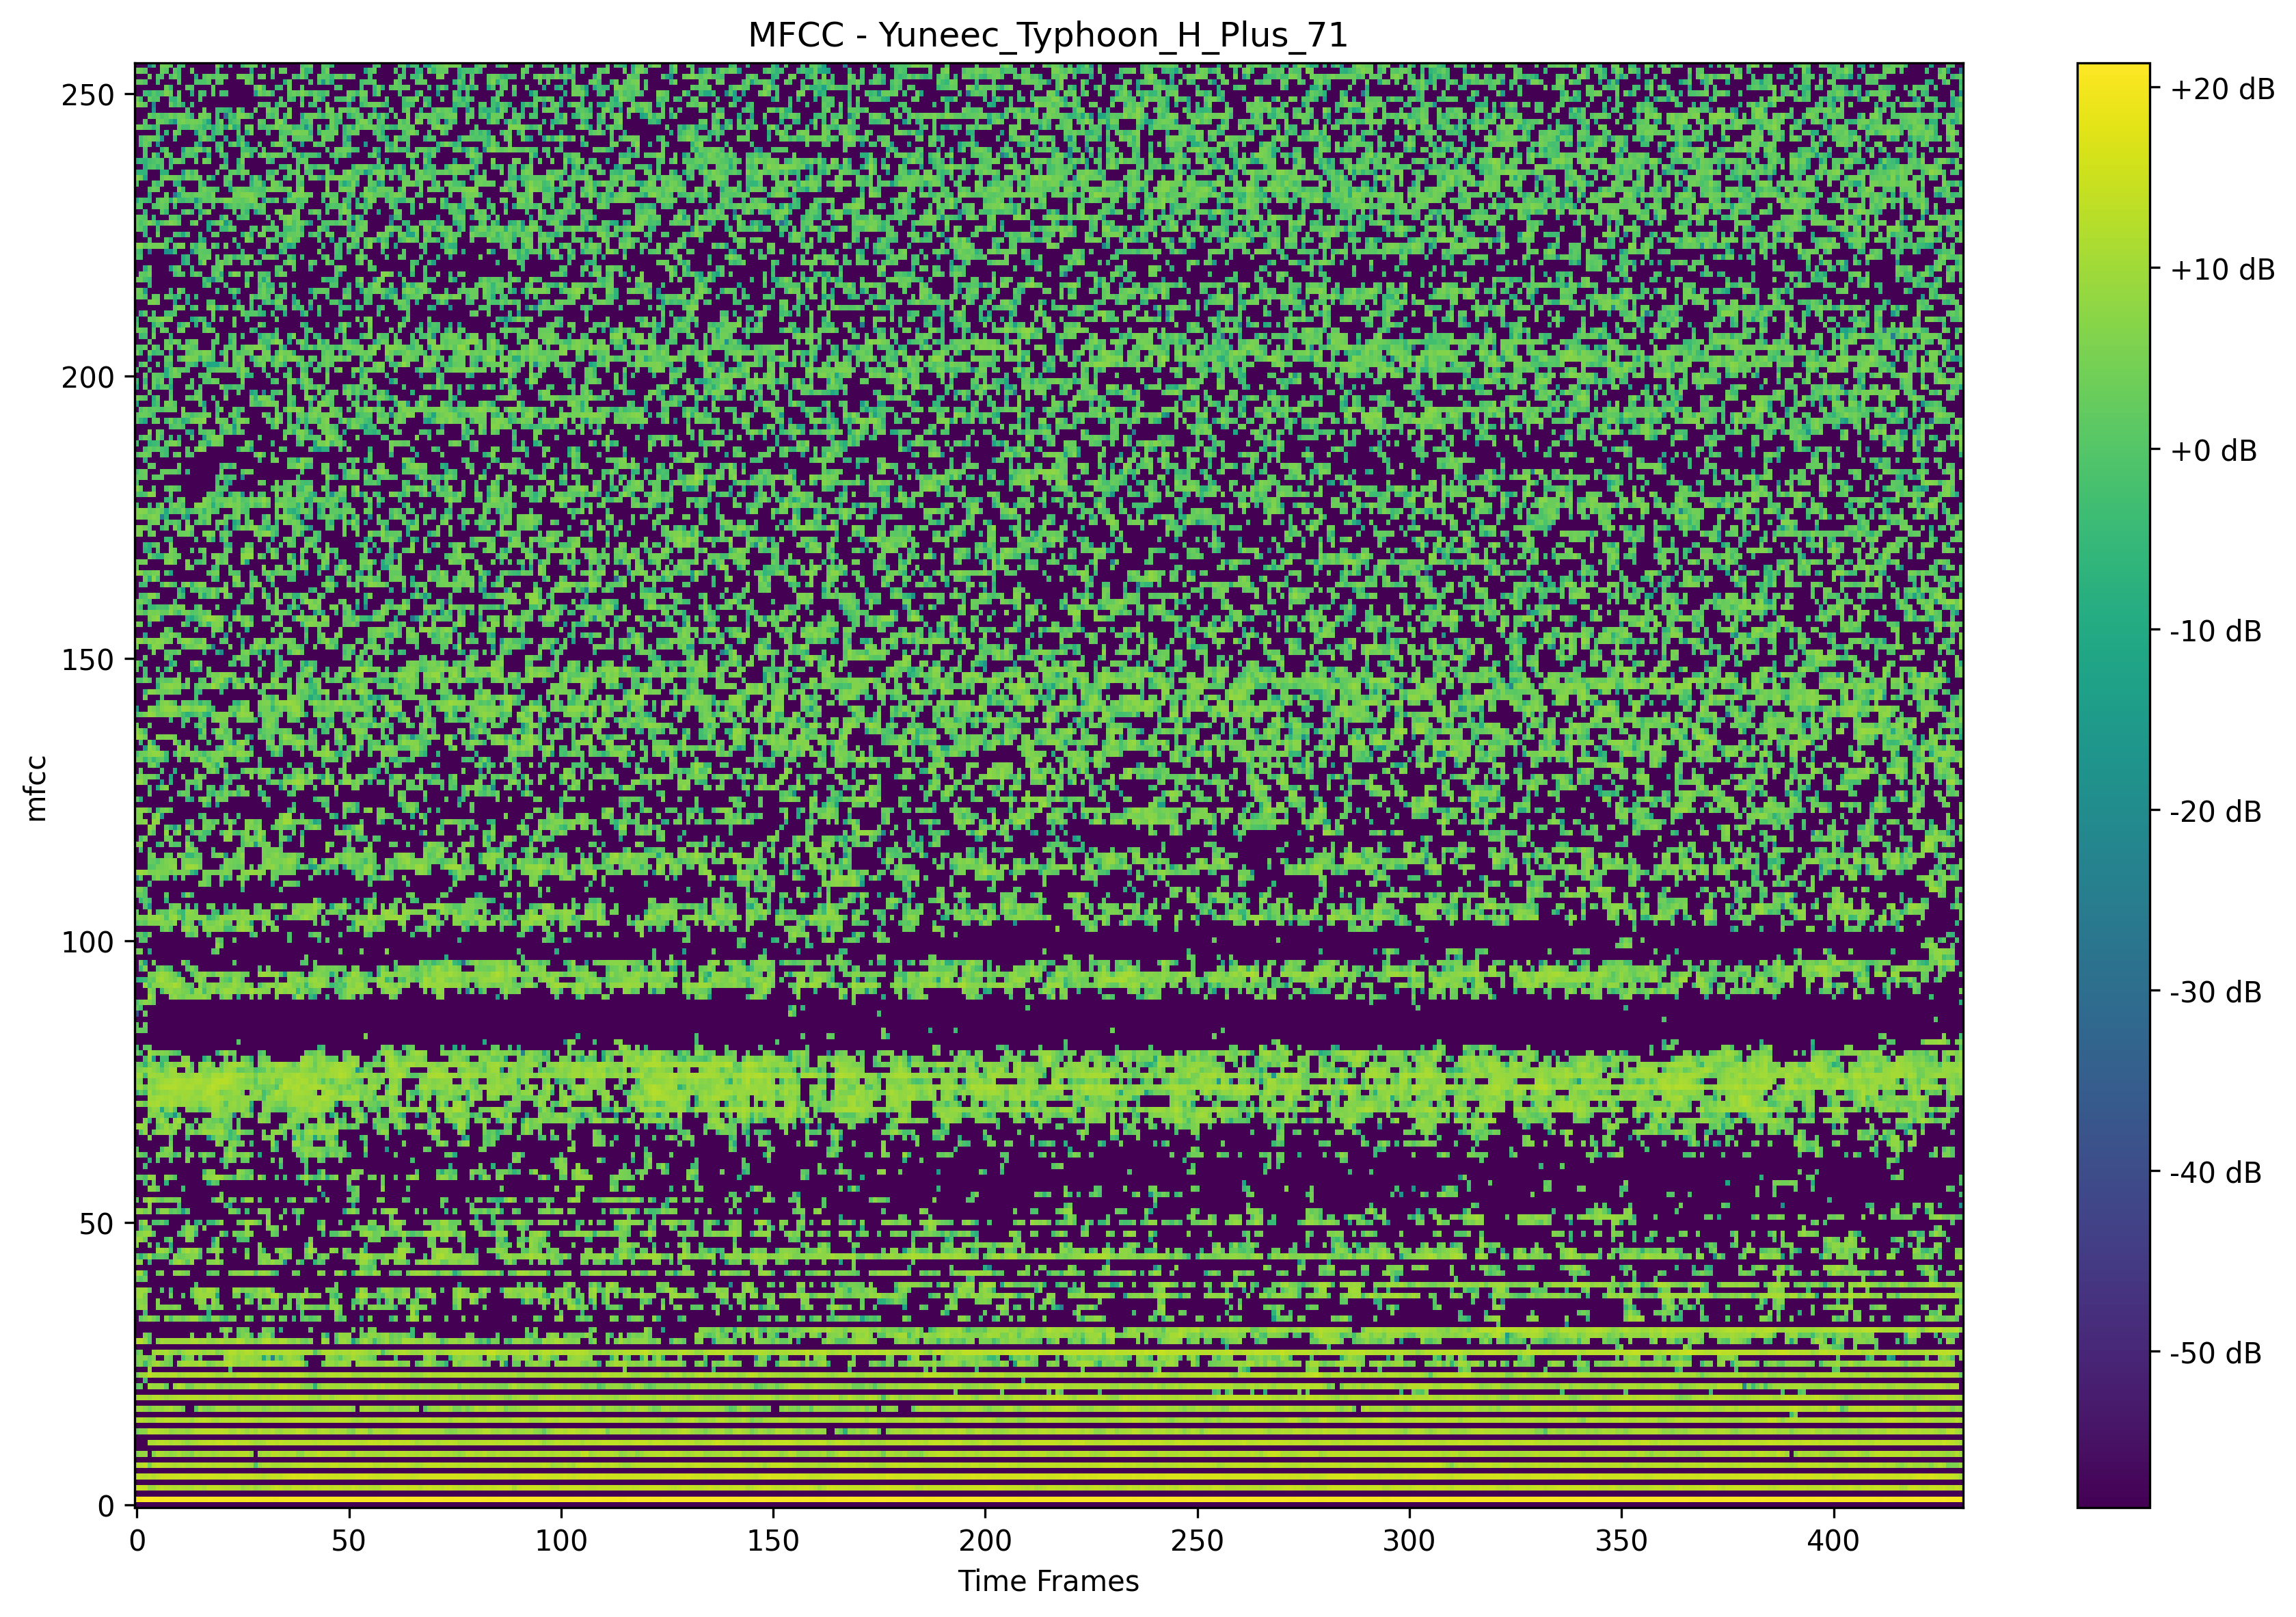 MFCC - Yuneec_Typhoon_H_Plus_71
mfcc
250
200
150
100
50
0
0 50 100 150 200 250 300 350 400
Time Frames
+20 dB
+10 dB
+0 dB
-10 dB
-20 dB
-30 dB
-40 dB
-50 dB